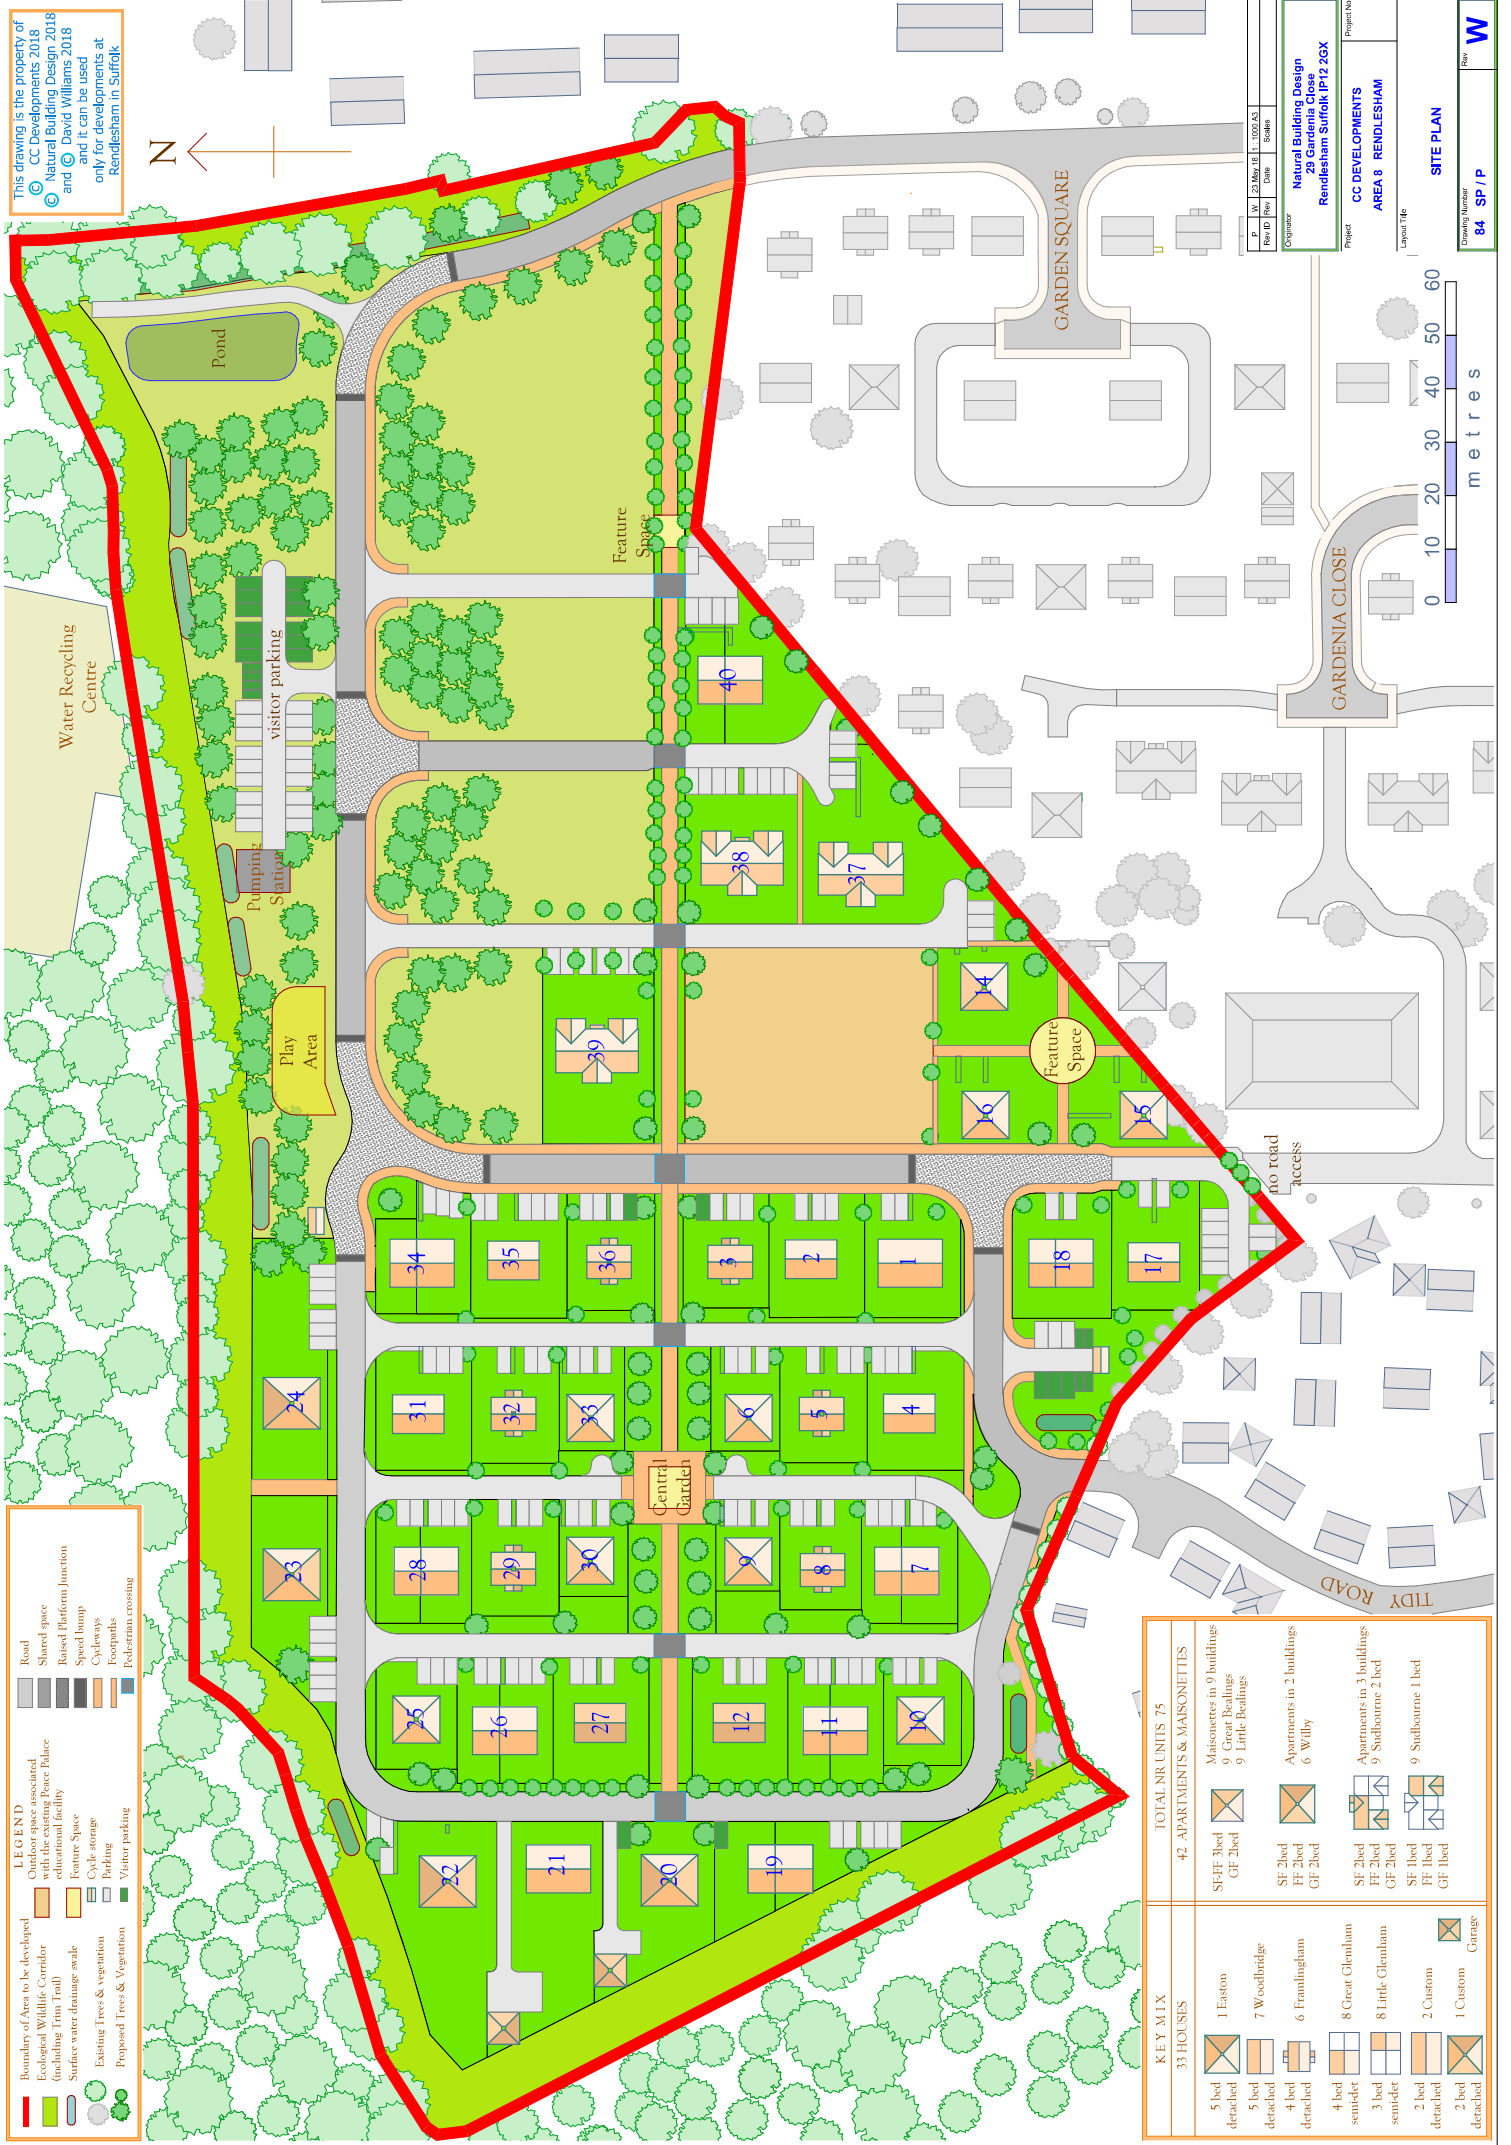 This drawing is the property of
© CC Developments 2018
© Natural Building Design 2018
and © David Williams 2018
and it can be used
only for developments at
Rendlesham in Suffolk
N
Water Recycling
Centre
Pond
visitor parking
Pumping
Station
Play
Area
Feature
Space
Feature
Space
Central
Garden
no road
access
GARDEN SQUARE
GARDENIA CLOSE
TIDY ROAD
1
2
3
4
5
6
7
8
9
10
11
12
14
15
16
17
18
19
20
21
22
23
24
25
26
27
28
29
30
31
32
33
34
35
36
37
38
39
40
0 10 20 30 40 50 60
metres
P W 23 May 18 1:1000 A3
Rev ID Rev Date Scales
Originator
Natural Building Design
29 Gardenia Close
Rendlesham Suffolk IP12 2GX
Project
Project No
CC DEVELOPMENTS
AREA 8 RENDLESHAM
Layout Title
SITE PLAN
Drawing Number
84 SP / P
Rev
W
LEGEND
Boundary of Area to be developed
Ecological Wildlife Corridor
(including Trim Trail)
Surface water drainage swale
Existing Trees & vegetation
Proposed Trees & Vegetation
Outdoor space associated
with the existing Peace Palace
educational facility
Feature Space
Cycle storage
Parking
Visitor parking
Road
Shared space
Raised Platform Junction
Speed bump
Cycleways
Footpaths
Pedestrian crossing
KEY MIX
TOTAL NR UNITS 75
33 HOUSES
42 APARTMENTS & MAISONETTES
5 bed
detached
1 Easton
5 bed
detached
7 Woodbridge
4 bed
detached
6 Framlingham
4 bed
semi-det
8 Great Glemham
3 bed
semi-det
8 Little Glemham
2 bed
detached
2 Custom
2 bed
detached
1 Custom
Garage
SF-FF 3bed
GF 2bed
Maisonettes in 9 buildings
9 Great Bealings
9 Little Bealings
SF 2bed
FF 2bed
GF 2bed
Apartments in 2 buildings
6 Wilby
SF 2bed
FF 2bed
GF 2bed
Apartments in 3 buildings
9 Sudbourne 2 bed
SF 1bed
FF 1bed
GF 1bed
9 Sudbourne 1 bed